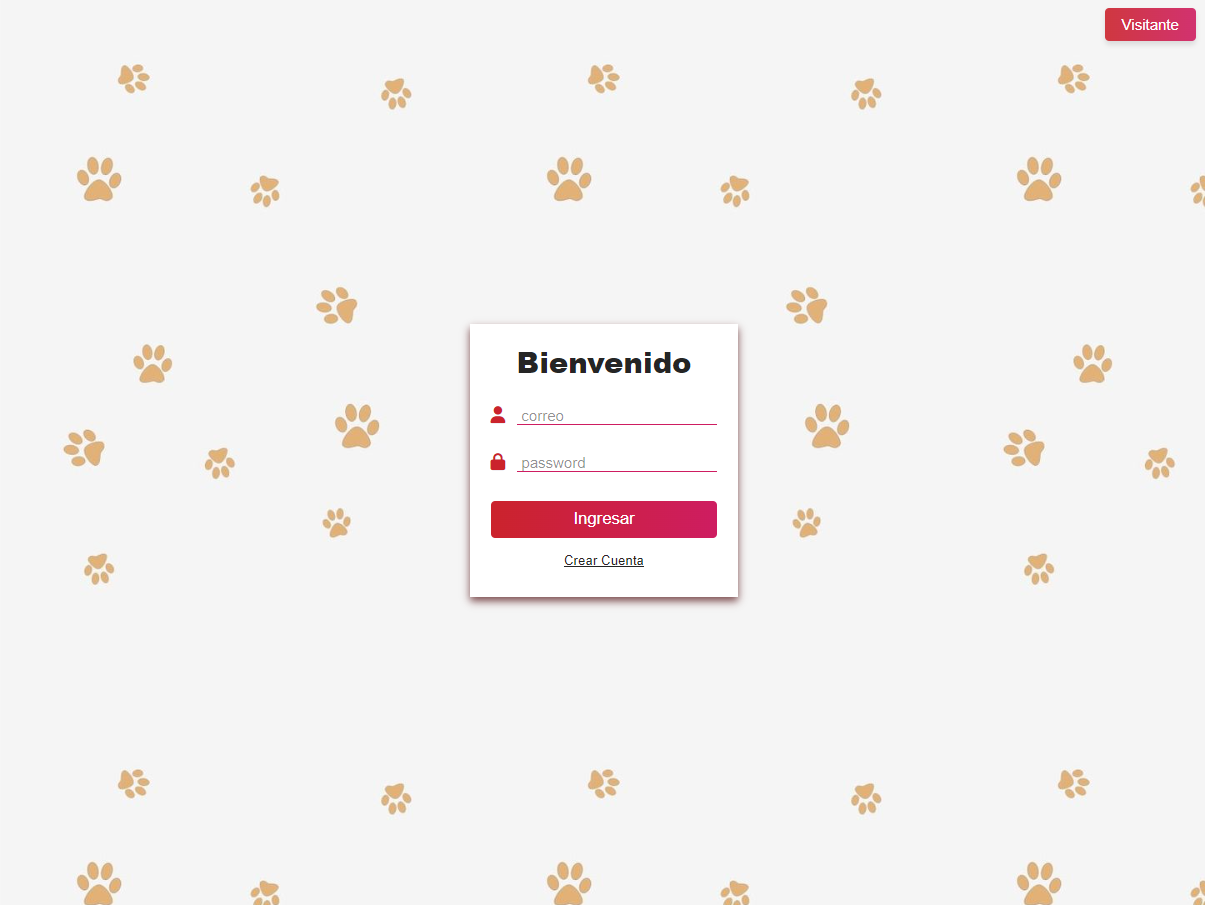 Visitante
Bienvenido
correo
password
Ingresar
Crear Cuenta